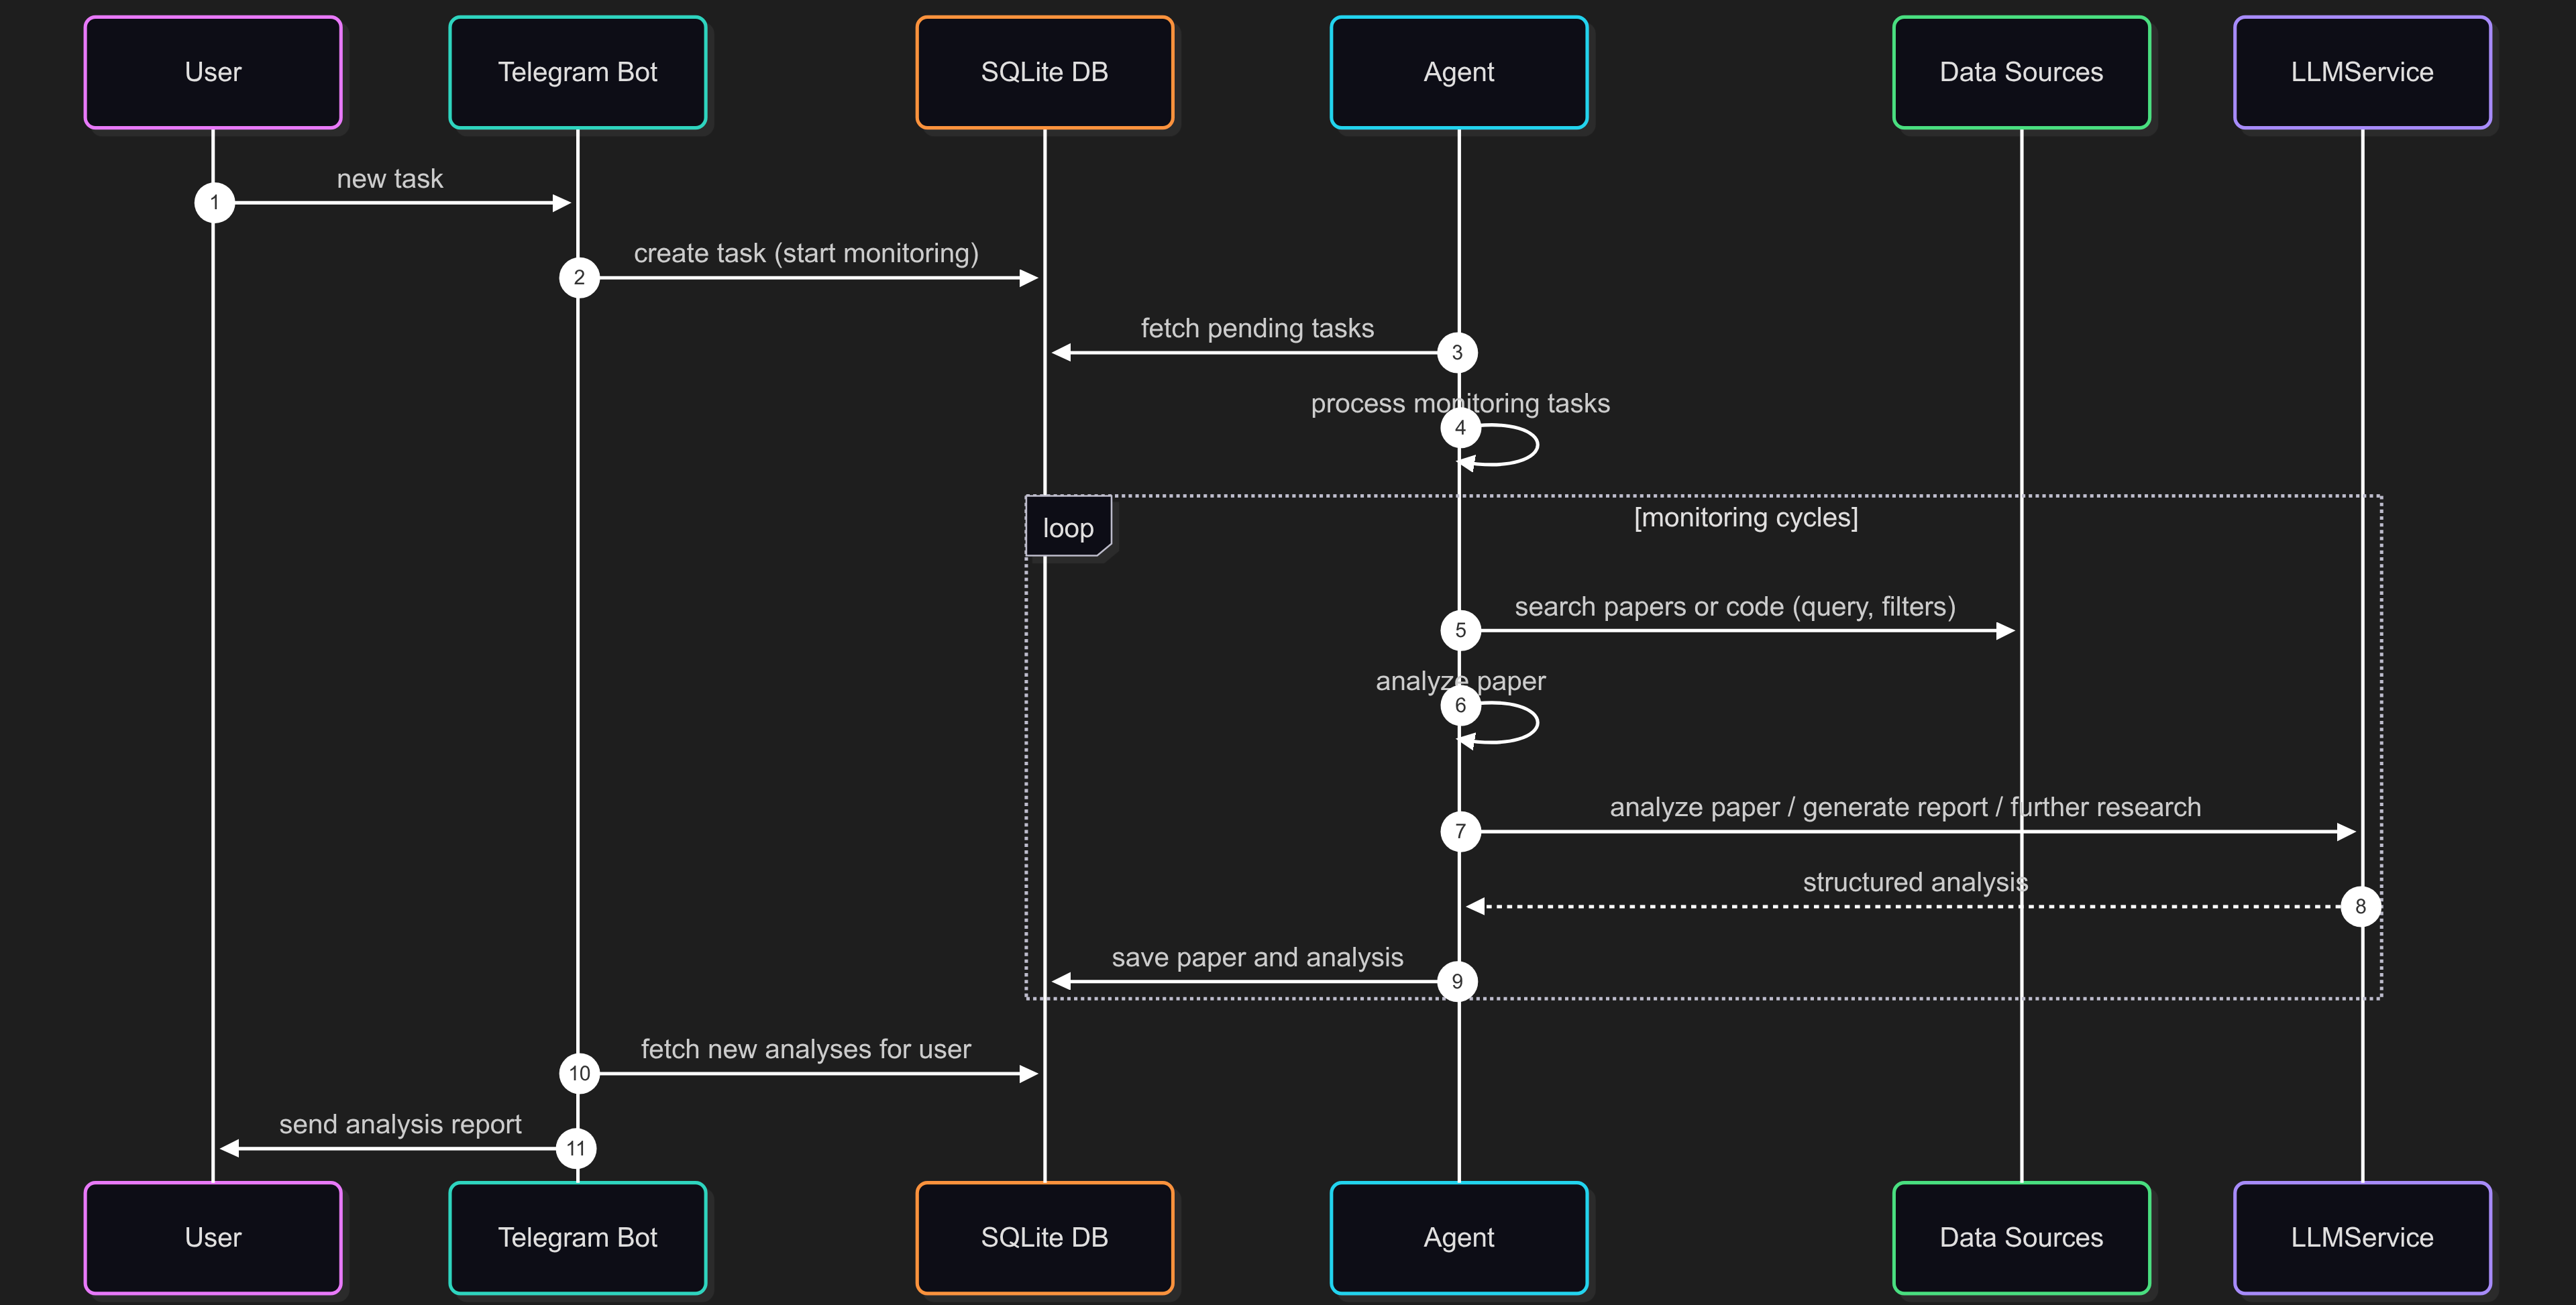 User
Telegram Bot
SQLite DB
Agent
Data Sources
LLMService
new task
1
create task (start monitoring)
2
fetch pending tasks
3
process monitoring tasks
4
loop
[monitoring cycles]
search papers or code (query, filters)
5
analyze paper
6
analyze paper / generate report / further research
7
structured analysis
8
save paper and analysis
9
fetch new analyses for user
10
send analysis report
11
User
Telegram Bot
SQLite DB
Agent
Data Sources
LLMService